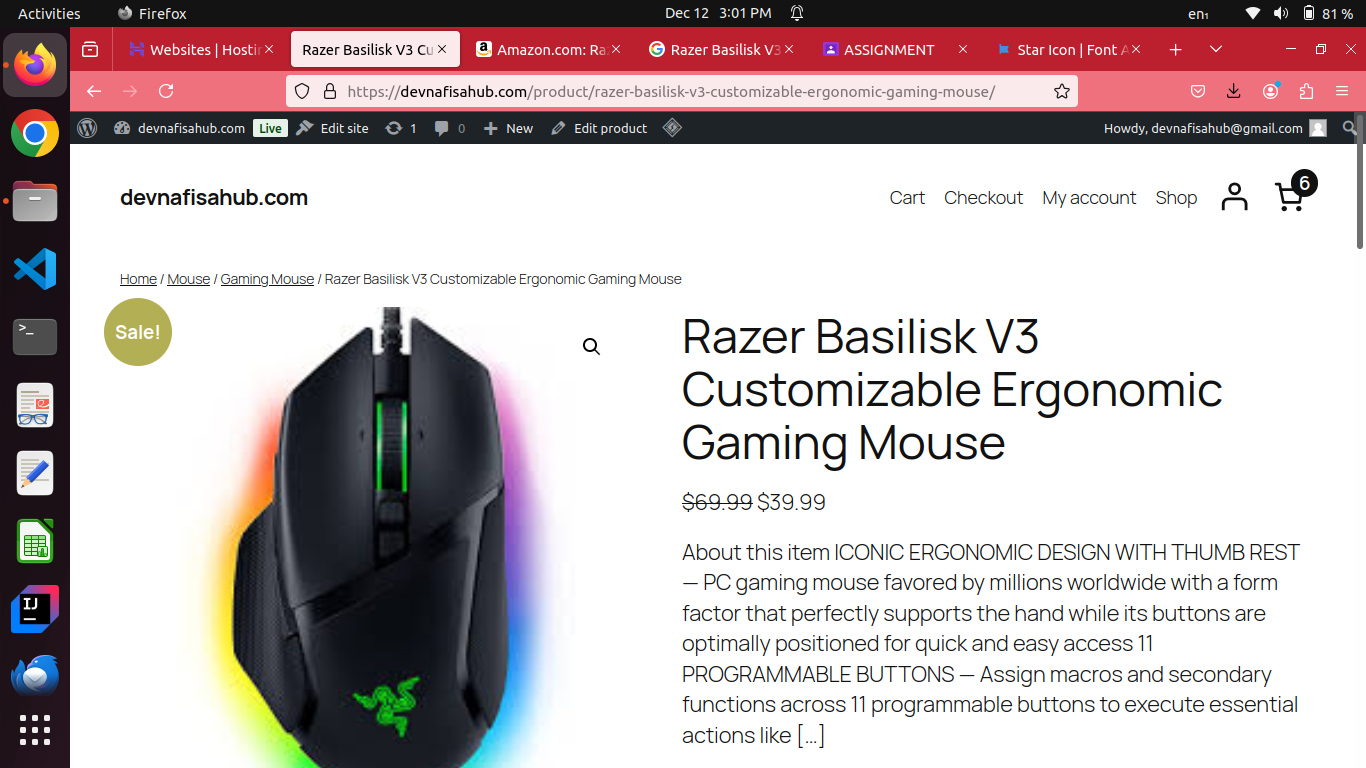 Activities Firefox Dec 12 3:01 PM en₁ 81 %
Websites | Hostin Razer Basilisk V3 Cu Amazon.com: Ra Razer Basilisk V3 ASSIGNMENT Star Icon | Font A
https://devnafisahub.com/product/razer-basilisk-v3-customizable-ergonomic-gaming-mouse/
devnafisahub.com Live Edit site 1 0 New Edit product Howdy, devnafisahub@gmail.com
devnafisahub.com Cart Checkout My account Shop 6
Home / Mouse / Gaming Mouse / Razer Basilisk V3 Customizable Ergonomic Gaming Mouse
Sale!
Razer Basilisk V3
Customizable Ergonomic
Gaming Mouse
$69.99 $39.99
About this item ICONIC ERGONOMIC DESIGN WITH THUMB REST
— PC gaming mouse favored by millions worldwide with a form
factor that perfectly supports the hand while its buttons are
optimally positioned for quick and easy access 11
PROGRAMMABLE BUTTONS — Assign macros and secondary
functions across 11 programmable buttons to execute essential
actions like […]